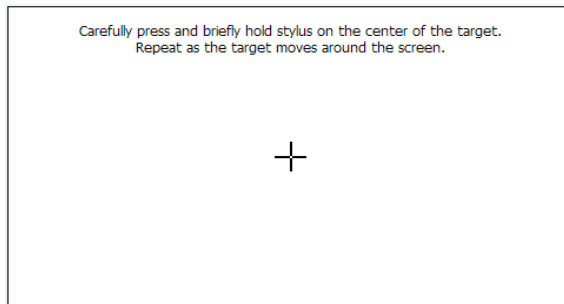 Carefully press and briefly hold stylus on the center of the target.
Repeat as the target moves around the screen.